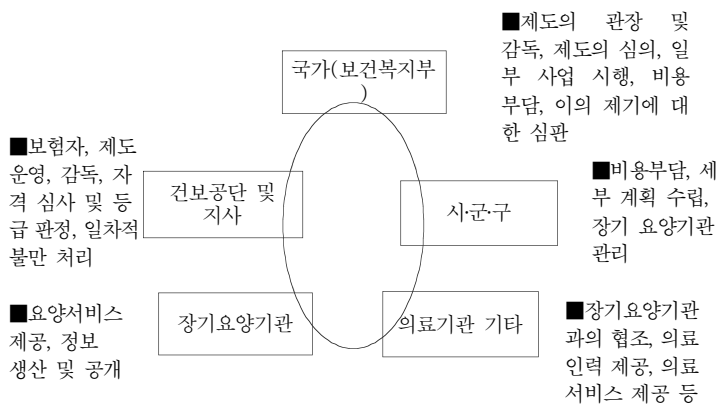 ■제도의 관장 및
감독, 제도의 심의, 일
부 사업 시행, 비용
부담, 이의 제기에 대
한 심판
국가(보건복지부
)
■보험자, 제도
운영, 감독, 자
격 심사 및 등
급 판정, 일차적
불만 처리
건보공단 및
지사
시·군·구
■비용부담, 세
부 계획 수립,
장기 요양기관
관리
■요양서비스
제공, 정보
생산 및 공개
장기요양기관
의료기관 기타
■장기요양기관
과의 협조, 의료
인력 제공, 의료
서비스 제공 등